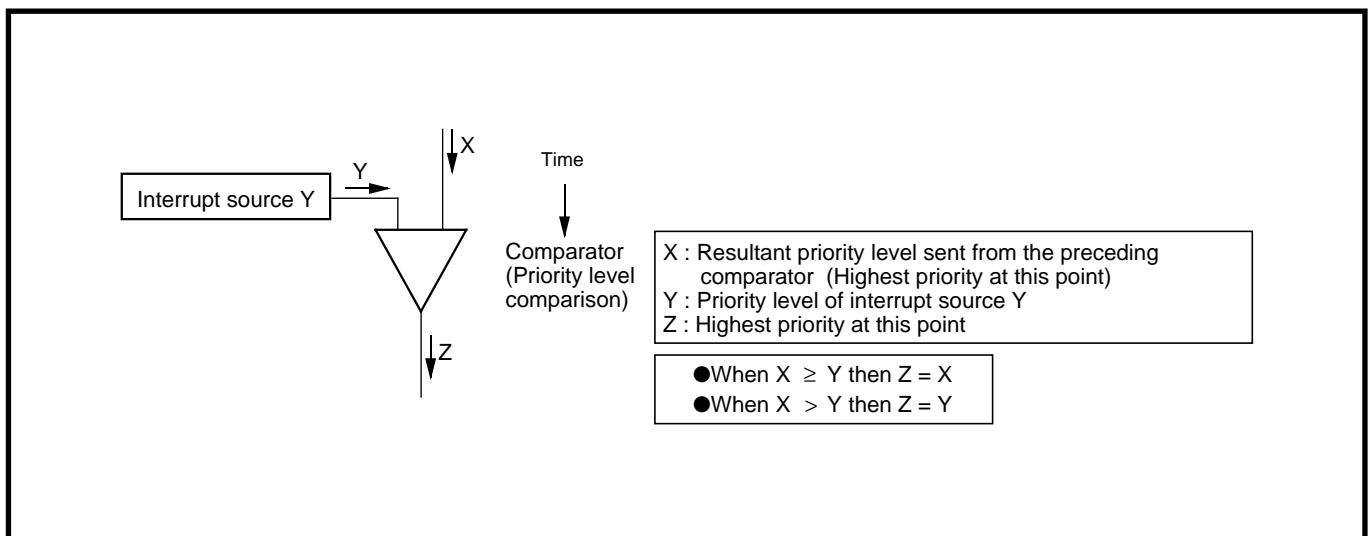 X
Time
Y
Interrupt source Y
Comparator
(Priority level
comparison)
X : Resultant priority level sent from the preceding
comparator (Highest priority at this point)
Y : Priority level of interrupt source Y
Z : Highest priority at this point
Z
●When X ≥ Y then Z = X
●When X > Y then Z = Y